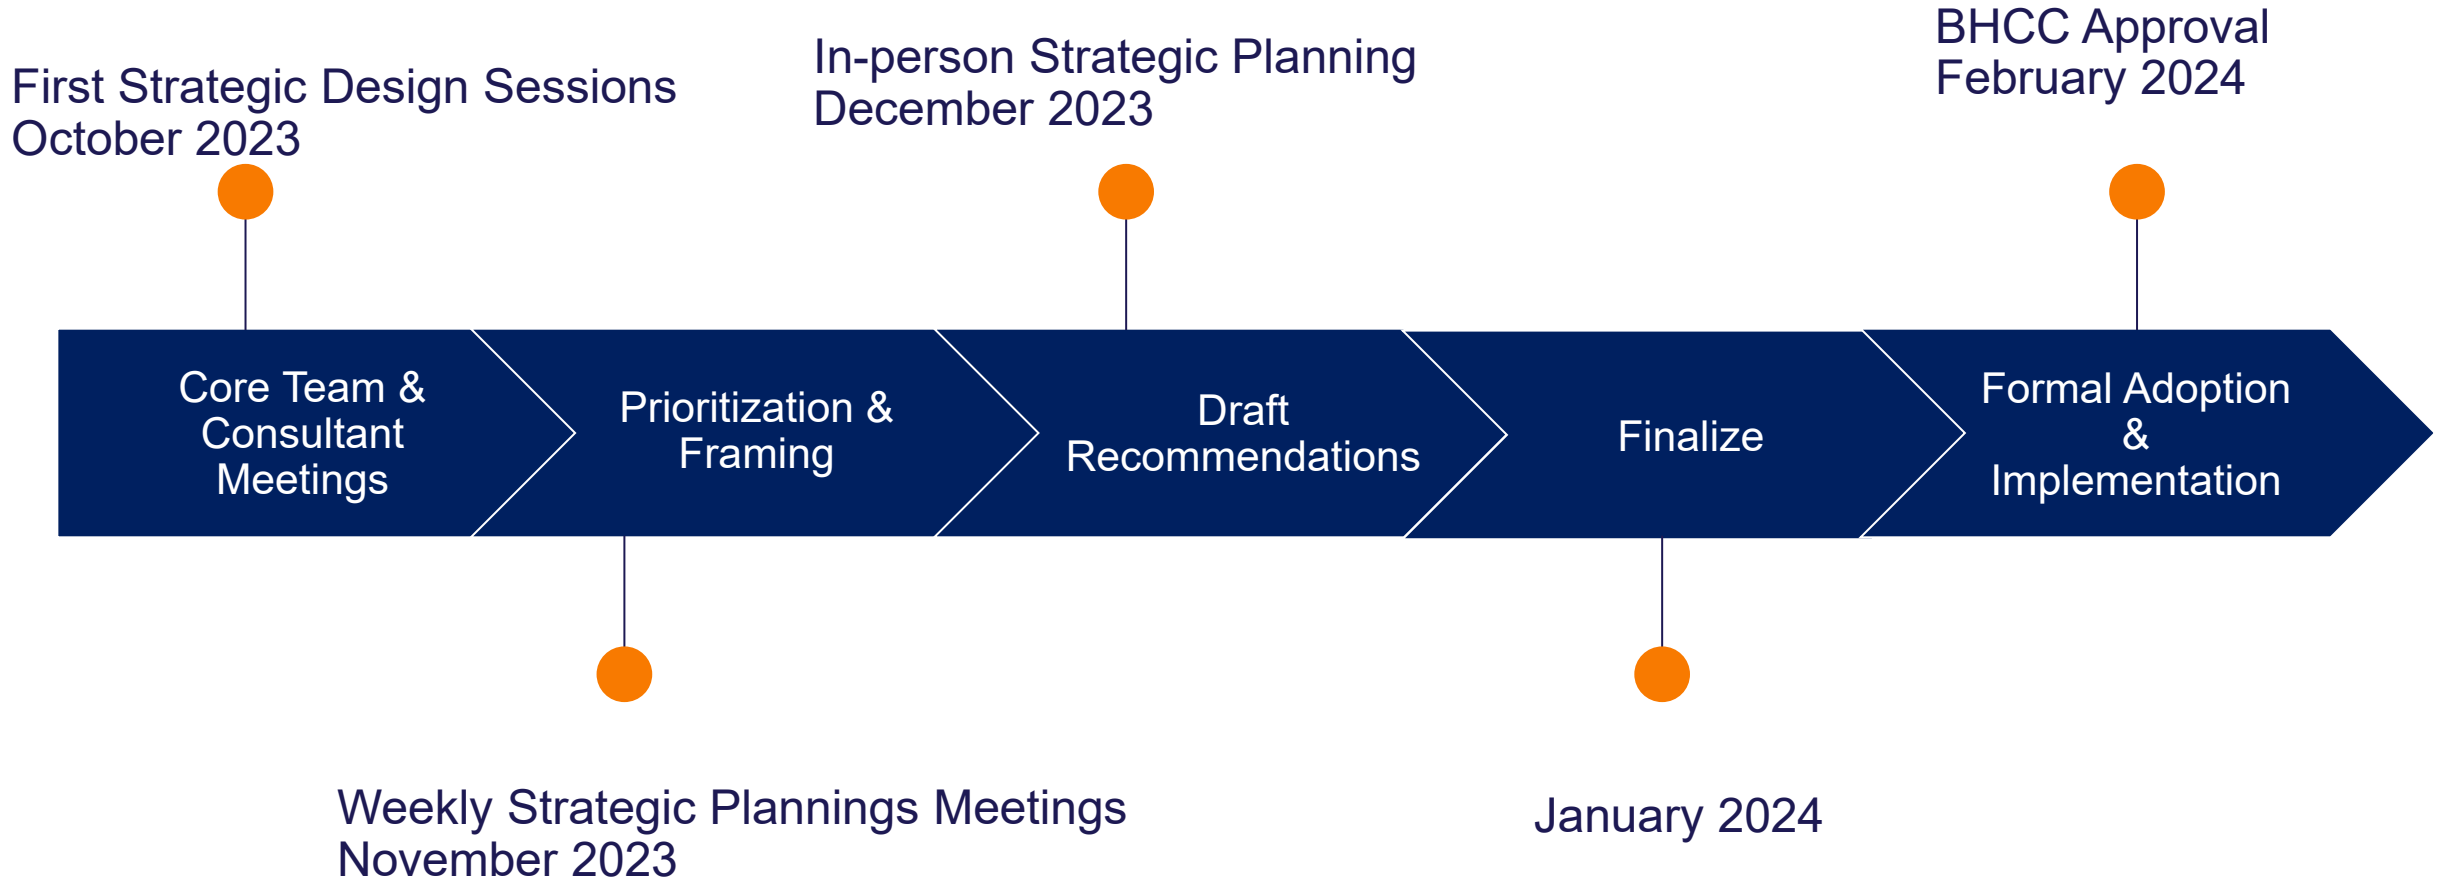 First Strategic Design Sessions
October 2023
In-person Strategic Planning
December 2023
BHCC Approval
February 2024
Core Team &
Consultant
Meetings
Prioritization &
Framing
Draft
Recommendations
Finalize
Formal Adoption
&
Implementation
Weekly Strategic Plannings Meetings
November 2023
January 2024